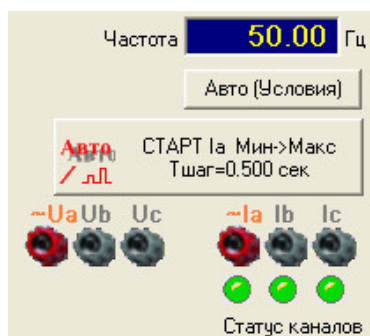 Частота 50.00 Гц
Авто (Условия)
Авто СТАРТ Ia Мин->Макс
Тшаг=0.500 сек
~Ua Ub Uc ~Ia Ib Ic
Статус каналов